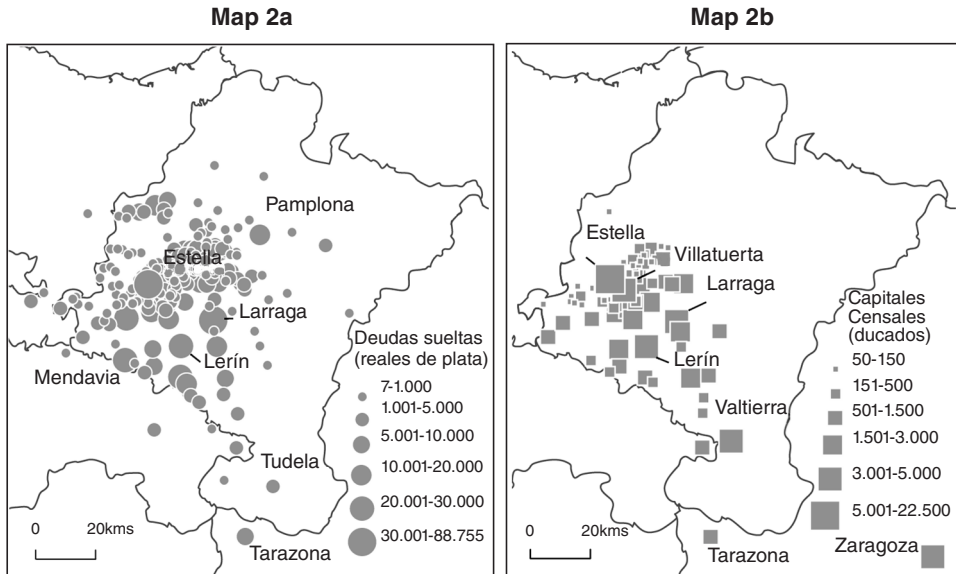 Map 2a
Pamplona
Estella
Larraga
Deudas sueltas
(reales de plata)
Lerín
Mendavia
7-1.000
1.001-5.000
5.001-10.000
Tudela
10.001-20.000
20.001-30.000
0 20kms
30.001-88.755
Tarazona
Map 2b
Estella
Villatuerta
Larraga
Capitales
Censales
(ducados)
Lerín
50-150
151-500
Valtierra
501-1.500
1.501-3.000
3.001-5.000
5.001-22.500
0 20kms
Tarazona
Zaragoza